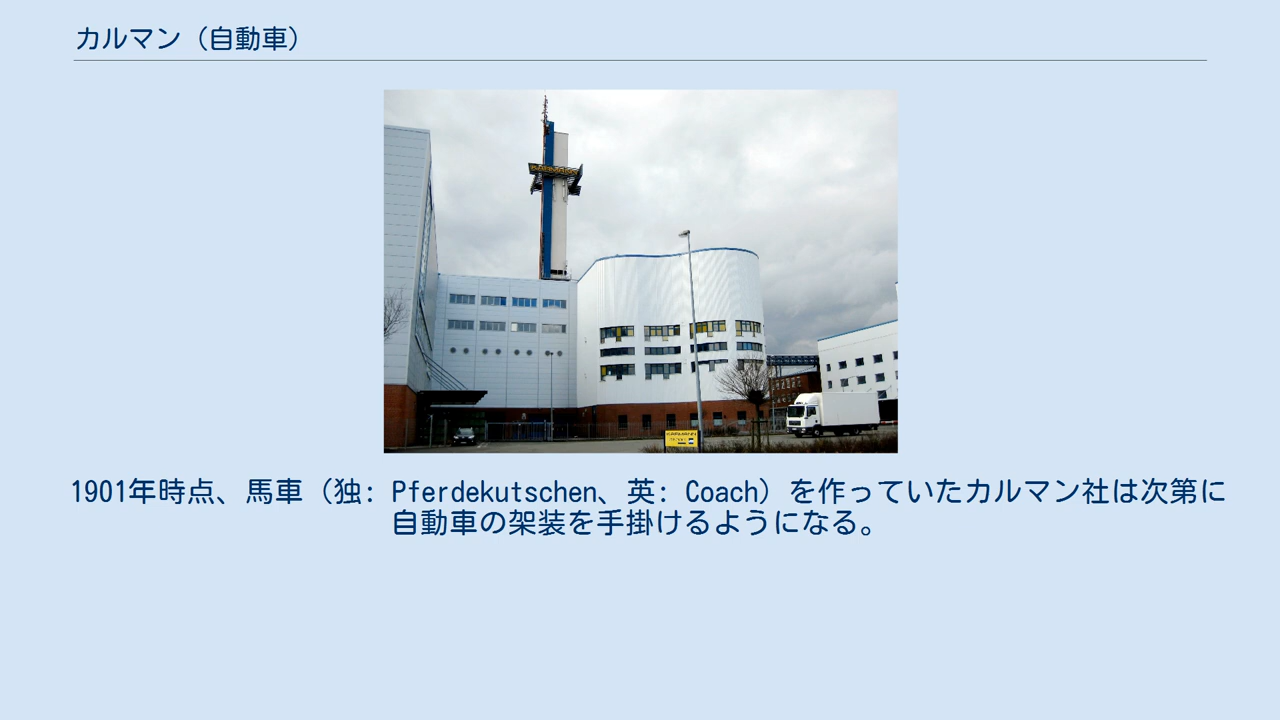 カルマン（自動車）
KARMANN
1901年時点、馬車（独: Pferdekutschen、英: Coach）を作っていたカルマン社は次第に
自動車の架装を手掛けるようになる。